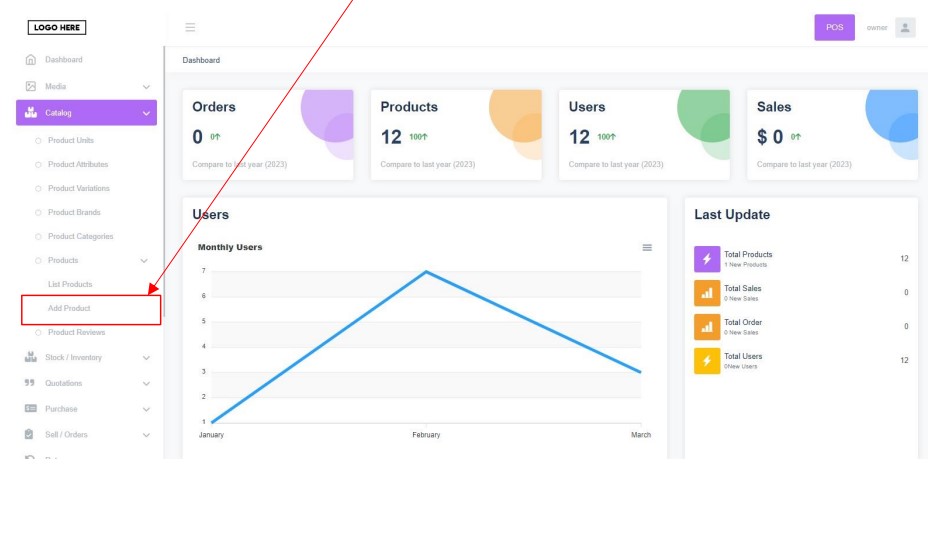 LOGO HERE
POS
owner
Dashboard
Media
Catalog
Product Units
Product Attributes
Product Variations
Product Brands
Product Categories
Products
List Products
Add Product
Product Reviews
Stock / Inventory
Quotations
Purchase
Sell / Orders
Dashboard
Orders
0 0↑
Compare to last year (2023)
Products
12 100↑
Compare to last year (2023)
Users
12 100↑
Compare to last year (2023)
Sales
$ 0 0↑
Compare to last year (2023)
Users
Monthly Users
7
6
5
4
3
2
1
January February March
Last Update
Total Products 12
1 New Products
Total Sales 0
0 New Sales
Total Order 0
0 New Sales
Total Users 12
0New Users